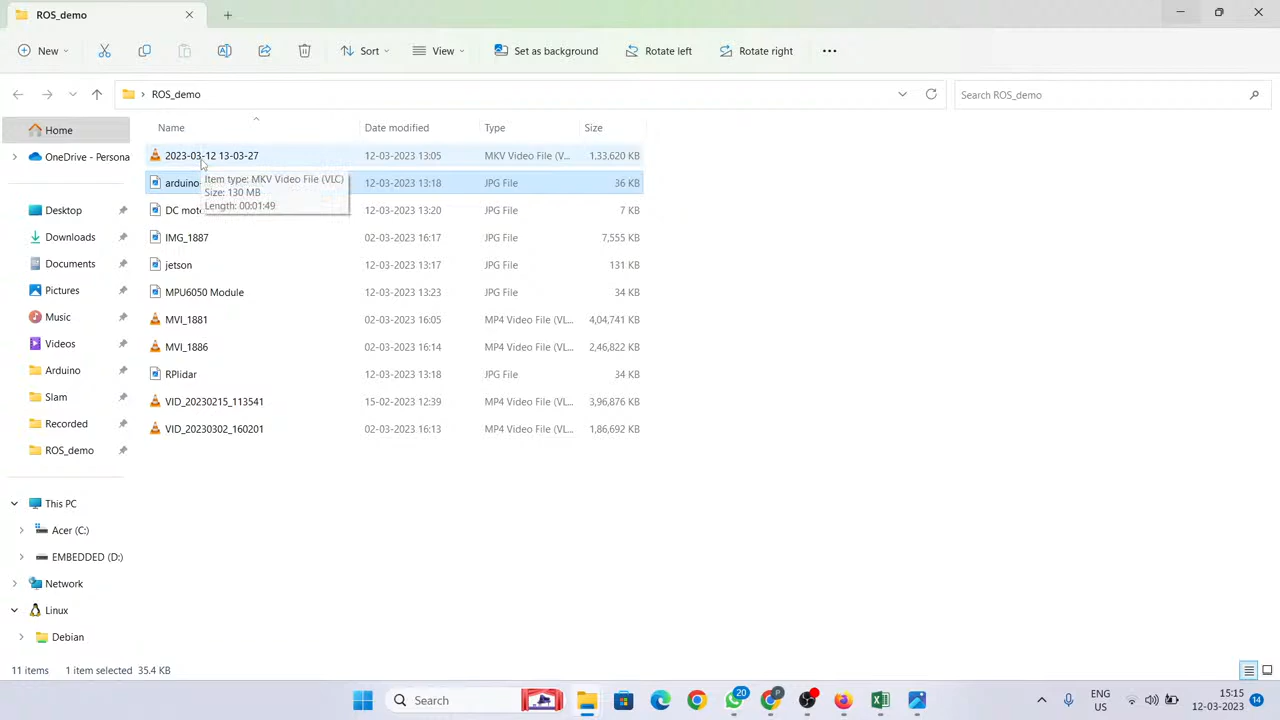 ROS_demo
New
Sort
View
Set as background
Rotate left
Rotate right
ROS_demo
Search ROS_demo
Name
Date modified
Type
Size
Home
OneDrive - Persona
Desktop
Downloads
Documents
Pictures
Music
Videos
Arduino
Slam
Recorded
ROS_demo
This PC
Acer (C:)
EMBEDDED (D:)
Network
Linux
Debian
2023-03-12 13-03-27 12-03-2023 13:05 MKV Video File (V... 1,33,620 KB
arduino 12-03-2023 13:18 JPG File 36 KB
Item type: MKV Video File (VLC)
Size: 130 MB
Length: 00:01:49
DC mot 12-03-2023 13:20 JPG File 7 KB
IMG_1887 02-03-2023 16:17 JPG File 7,555 KB
jetson 12-03-2023 13:17 JPG File 131 KB
MPU6050 Module 12-03-2023 13:23 JPG File 34 KB
MVI_1881 02-03-2023 16:05 MP4 Video File (VL... 4,04,741 KB
MVI_1886 02-03-2023 16:14 MP4 Video File (VL... 2,46,822 KB
RPlidar 12-03-2023 13:18 JPG File 34 KB
VID_20230215_113541 15-02-2023 12:39 MP4 Video File (VL... 3,96,876 KB
VID_20230302_160201 02-03-2023 16:13 MP4 Video File (VL... 1,86,692 KB
11 items 1 item selected 35.4 KB
Search
20
P
ENG
US
15:15
12-03-2023
14